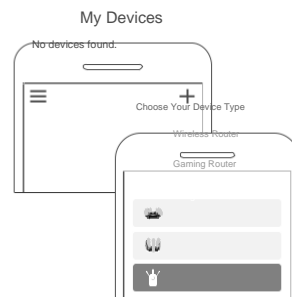 My Devices
No devices found.
Choose Your Device Type
Wireless Router
Gaming Router